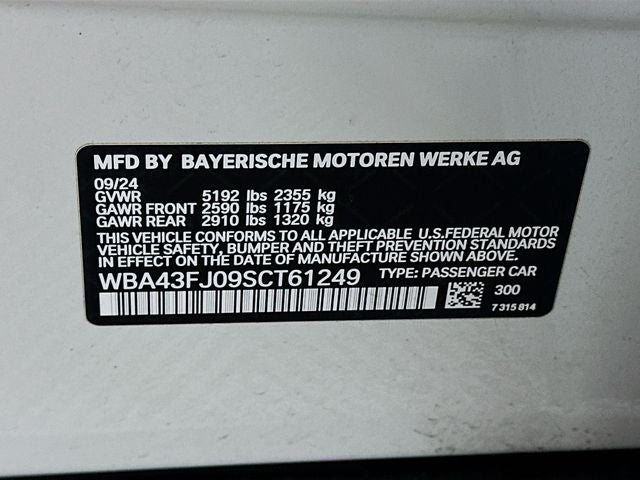 MFD BY BAYERISCHE MOTOREN WERKE AG
09/24
GVWR 5192 lbs 2355 kg
GAWR FRONT 2590 lbs 1175 kg
GAWR REAR 2910 lbs 1320 kg
THIS VEHICLE CONFORMS TO ALL APPLICABLE U.S.FEDERAL MOTOR
VEHICLE SAFETY, BUMPER AND THEFT PREVENTION STANDARDS
IN EFFECT ON THE DATE OF MANUFACTURE SHOWN ABOVE.
WBA43FJ09SCT61249 TYPE: PASSENGER CAR
300
7 315 814